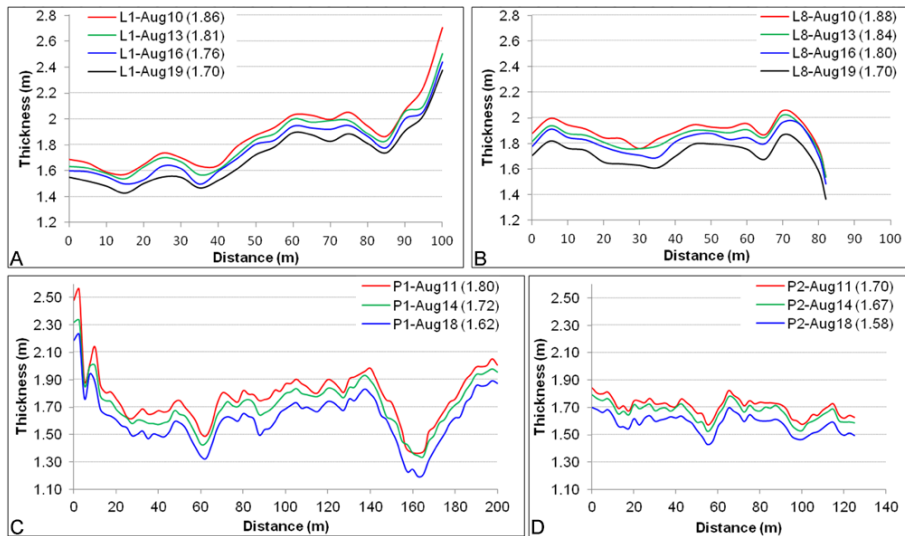 2.8
2.6
2.4
2.2
2
1.8
1.6
1.4
1.2
Thickness (m)
L1-Aug10 (1.86)
L1-Aug13 (1.81)
L1-Aug16 (1.76)
L1-Aug19 (1.70)
0 10 20 30 40 50 60 70 80 90 100
Distance (m)
A
2.8
2.6
2.4
2.2
2
1.8
1.6
1.4
1.2
Thickness (m)
L8-Aug10 (1.88)
L8-Aug13 (1.84)
L8-Aug16 (1.80)
L8-Aug19 (1.70)
0 10 20 30 40 50 60 70 80 90 100
Distance (m)
B
2.50
2.30
2.10
1.90
1.70
1.50
1.30
1.10
Thickness (m)
P1-Aug11 (1.80)
P1-Aug14 (1.72)
P1-Aug18 (1.62)
0 20 40 60 80 100 120 140 160 180 200
Distance (m)
C
2.50
2.30
2.10
1.90
1.70
1.50
1.30
1.10
Thickness (m)
P2-Aug11 (1.70)
P2-Aug14 (1.67)
P2-Aug18 (1.58)
0 20 40 60 80 100 120 140
Distance (m)
D